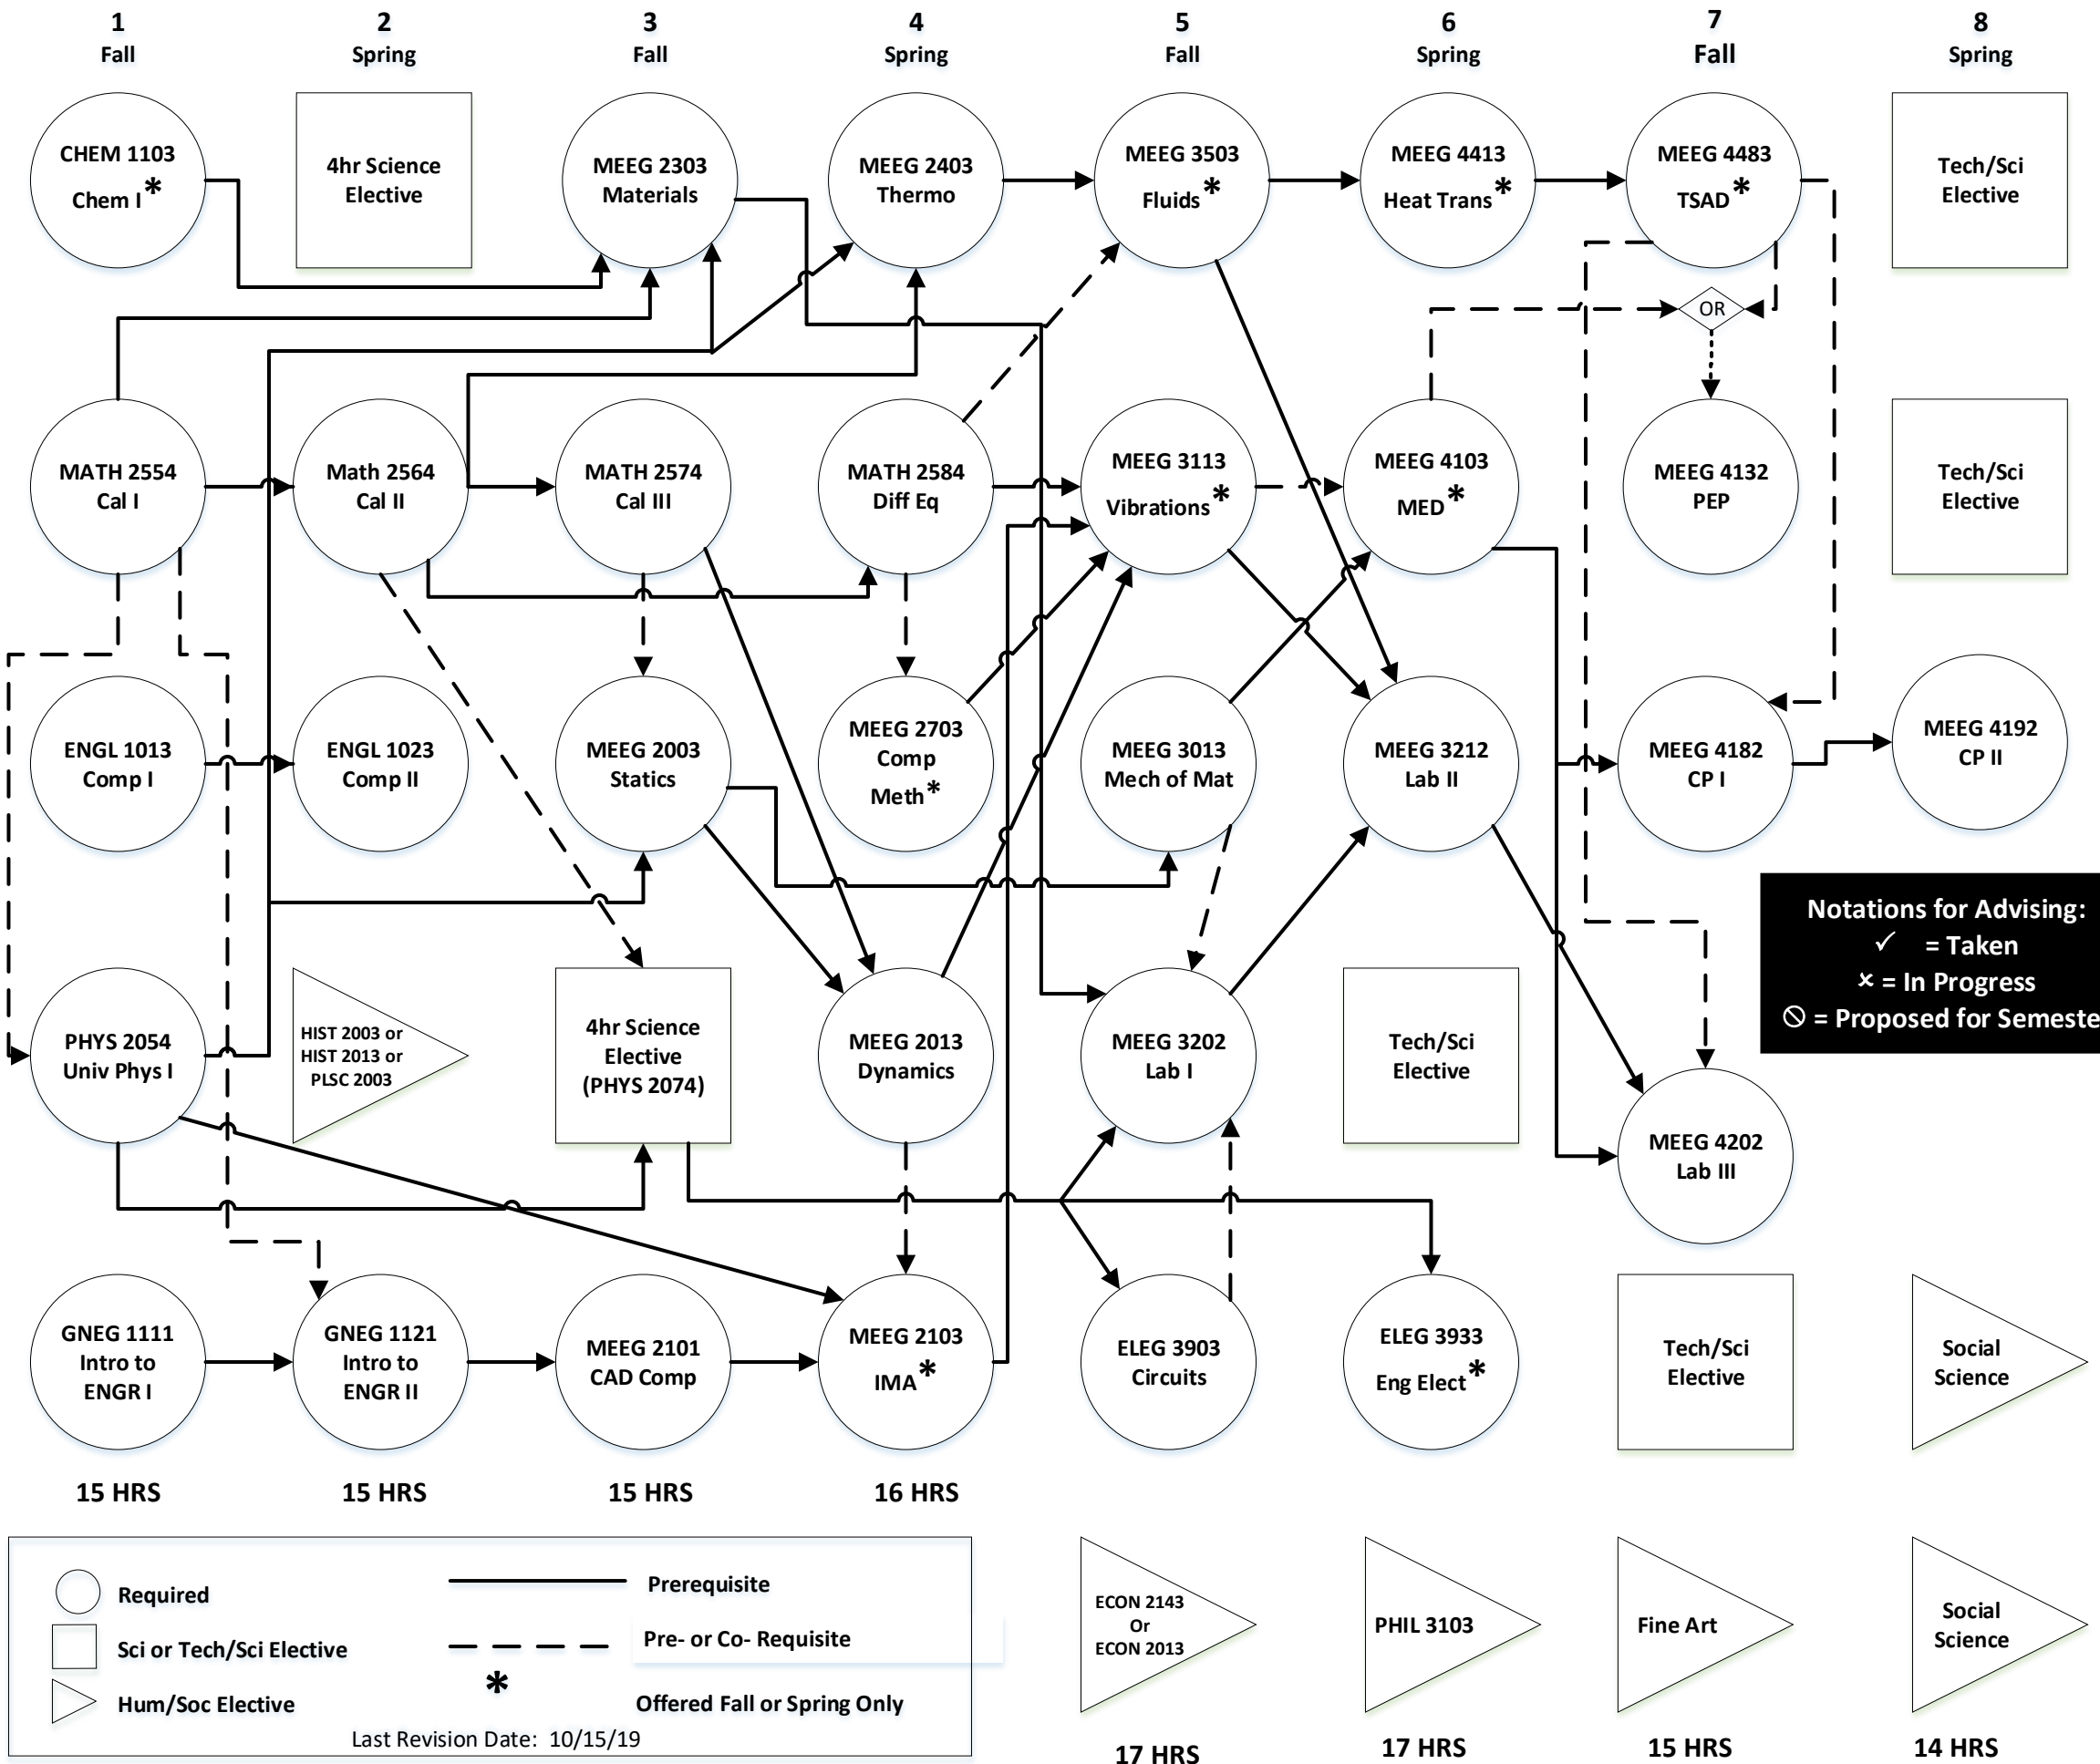 1
Fall
2
Spring
3
Fall
4
Spring
5
Fall
6
Spring
7
Fall
8
Spring
CHEM 1103
Chem I*
4hr Science
Elective
MEEG 2303
Materials
MEEG 2403
Thermo
MEEG 3503
Fluids*
MEEG 4413
Heat Trans*
MEEG 4483
TSAD*
Tech/Sci
Elective
OR
MATH 2554
Cal I
Math 2564
Cal II
MATH 2574
Cal III
MATH 2584
Diff Eq
MEEG 3113
Vibrations*
MEEG 4103
MED*
MEEG 4132
PEP
Tech/Sci
Elective
ENGL 1013
Comp I
ENGL 1023
Comp II
MEEG 2003
Statics
MEEG 2703
Comp
Meth*
MEEG 3013
Mech of Mat
MEEG 3212
Lab II
MEEG 4182
CP I
MEEG 4192
CP II
Notations for Advising:
✓ = Taken
× = In Progress
⃠ = Proposed for Semeste
PHYS 2054
Univ Phys I
HIST 2003 or
HIST 2013 or
PLSC 2003
4hr Science
Elective
(PHYS 2074)
MEEG 2013
Dynamics
MEEG 3202
Lab I
Tech/Sci
Elective
MEEG 4202
Lab III
GNEG 1111
Intro to
ENGR I
GNEG 1121
Intro to
ENGR II
MEEG 2101
CAD Comp
MEEG 2103
IMA*
ELEG 3903
Circuits
ELEG 3933
Eng Elect*
Tech/Sci
Elective
Social
Science
15 HRS
15 HRS
15 HRS
16 HRS
Required
Prerequisite
Sci or Tech/Sci Elective
Pre- or Co- Requisite
Hum/Soc Elective
* Offered Fall or Spring Only
Last Revision Date: 10/15/19
ECON 2143
Or
ECON 2013
PHIL 3103
Fine Art
Social
Science
17 HRS
17 HRS
15 HRS
14 HRS